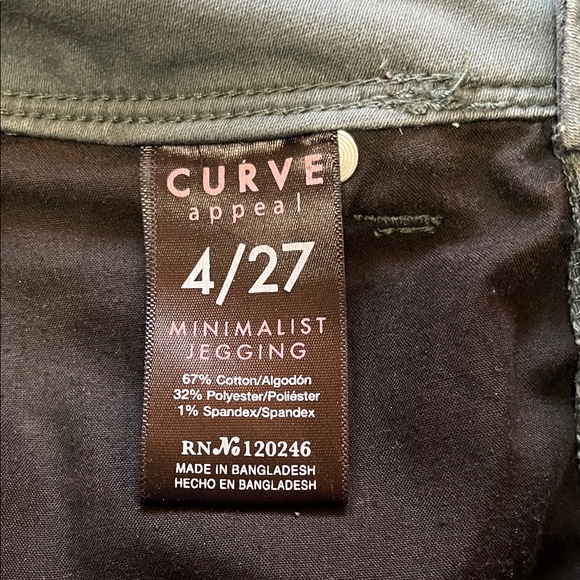 CURVE
appeal
4/27
MINIMALIST
JEGGING
67% Cotton/Algodón
32% Polyester/Poliéster
1% Spandex/Spandex
RN№120246
MADE IN BANGLADESH
HECHO EN BANGLADESH